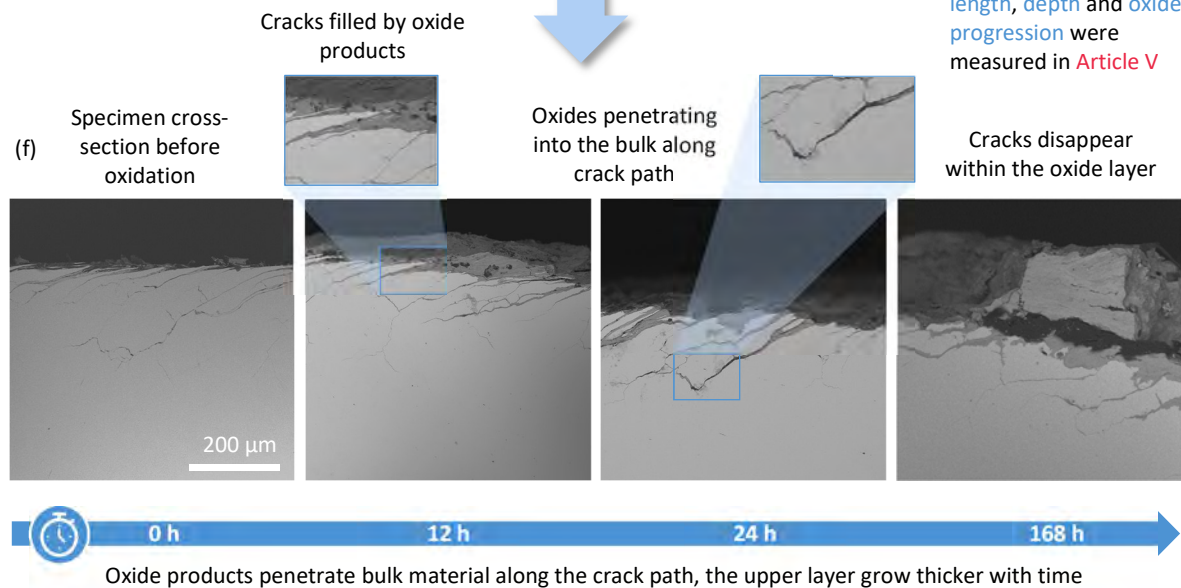 Cracks filled by oxide
products
length, depth and oxide
progression were
measured in Article V
(f)
Specimen cross-
section before
oxidation
Oxides penetrating
into the bulk along
crack path
Cracks disappear
within the oxide layer
200 µm
0 h
12 h
24 h
168 h
Oxide products penetrate bulk material along the crack path, the upper layer grow thicker with time